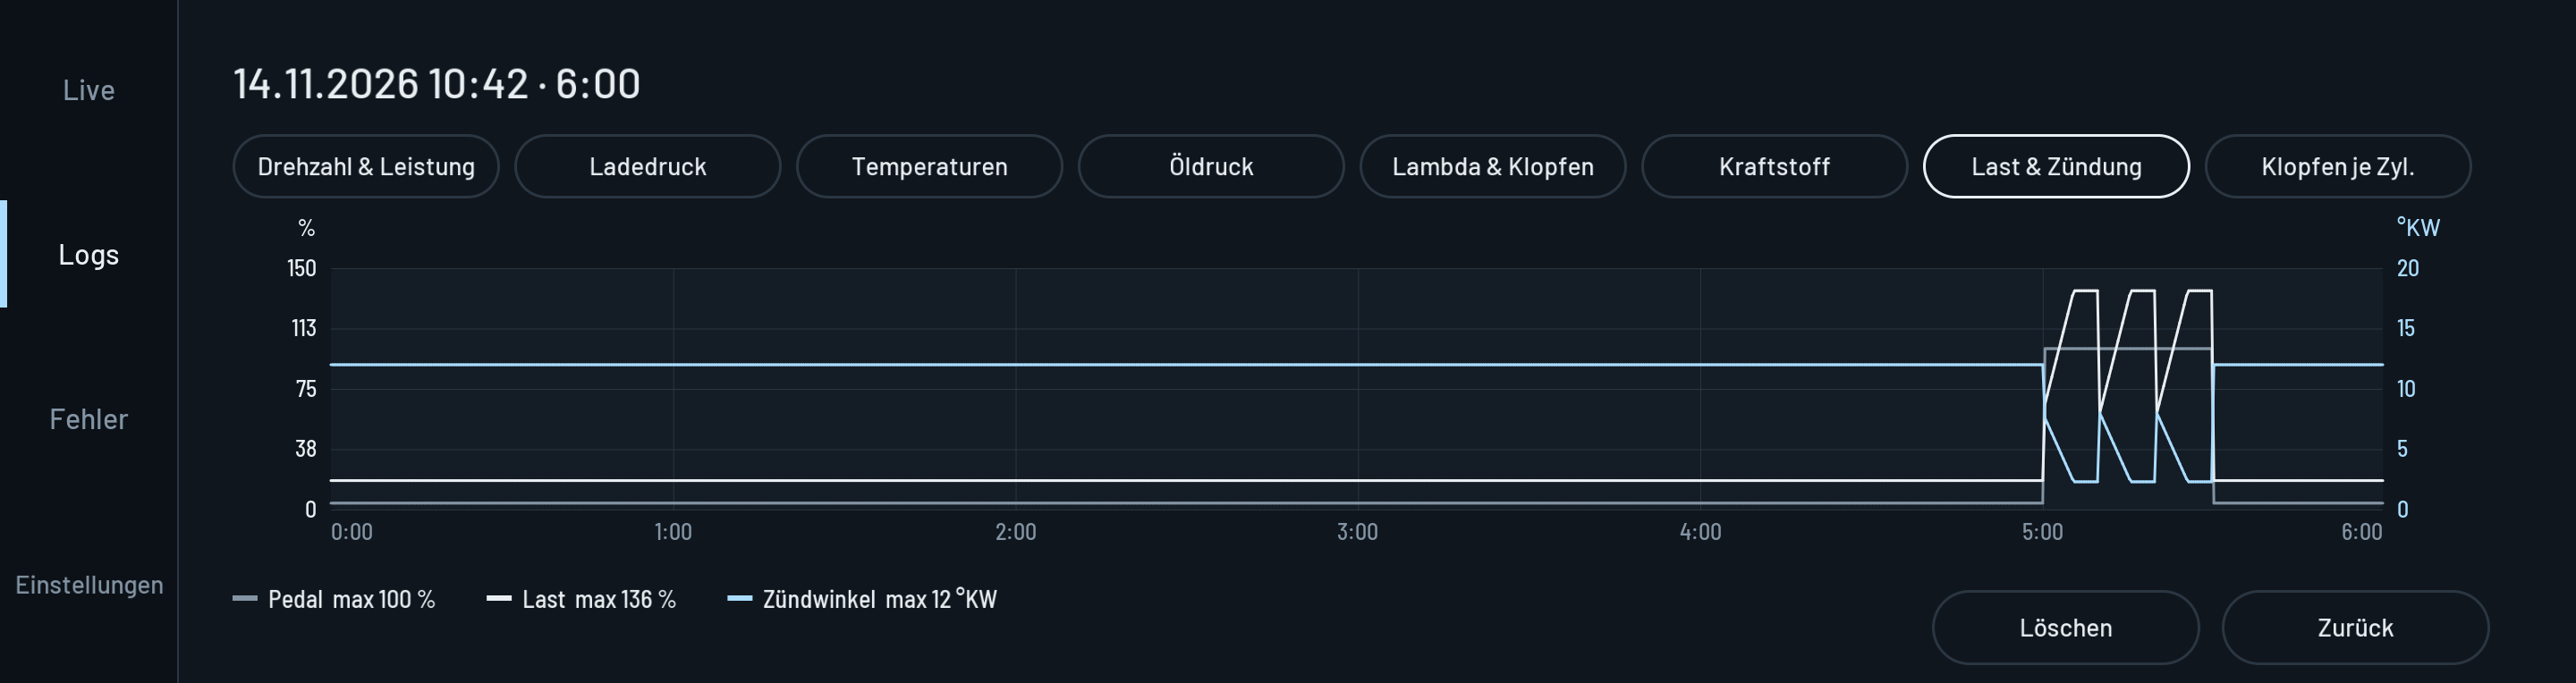 Live
Logs
Fehler
Einstellungen
14.11.2026 10:42 · 6:00
Drehzahl & Leistung
Ladedruck
Temperaturen
Öldruck
Lambda & Klopfen
Kraftstoff
Last & Zündung
Klopfen je Zyl.
%
°KW
150
113
75
38
0
20
15
10
5
0
0:00
1:00
2:00
3:00
4:00
5:00
6:00
Pedal max 100 %
Last max 136 %
Zündwinkel max 12 °KW
Löschen
Zurück